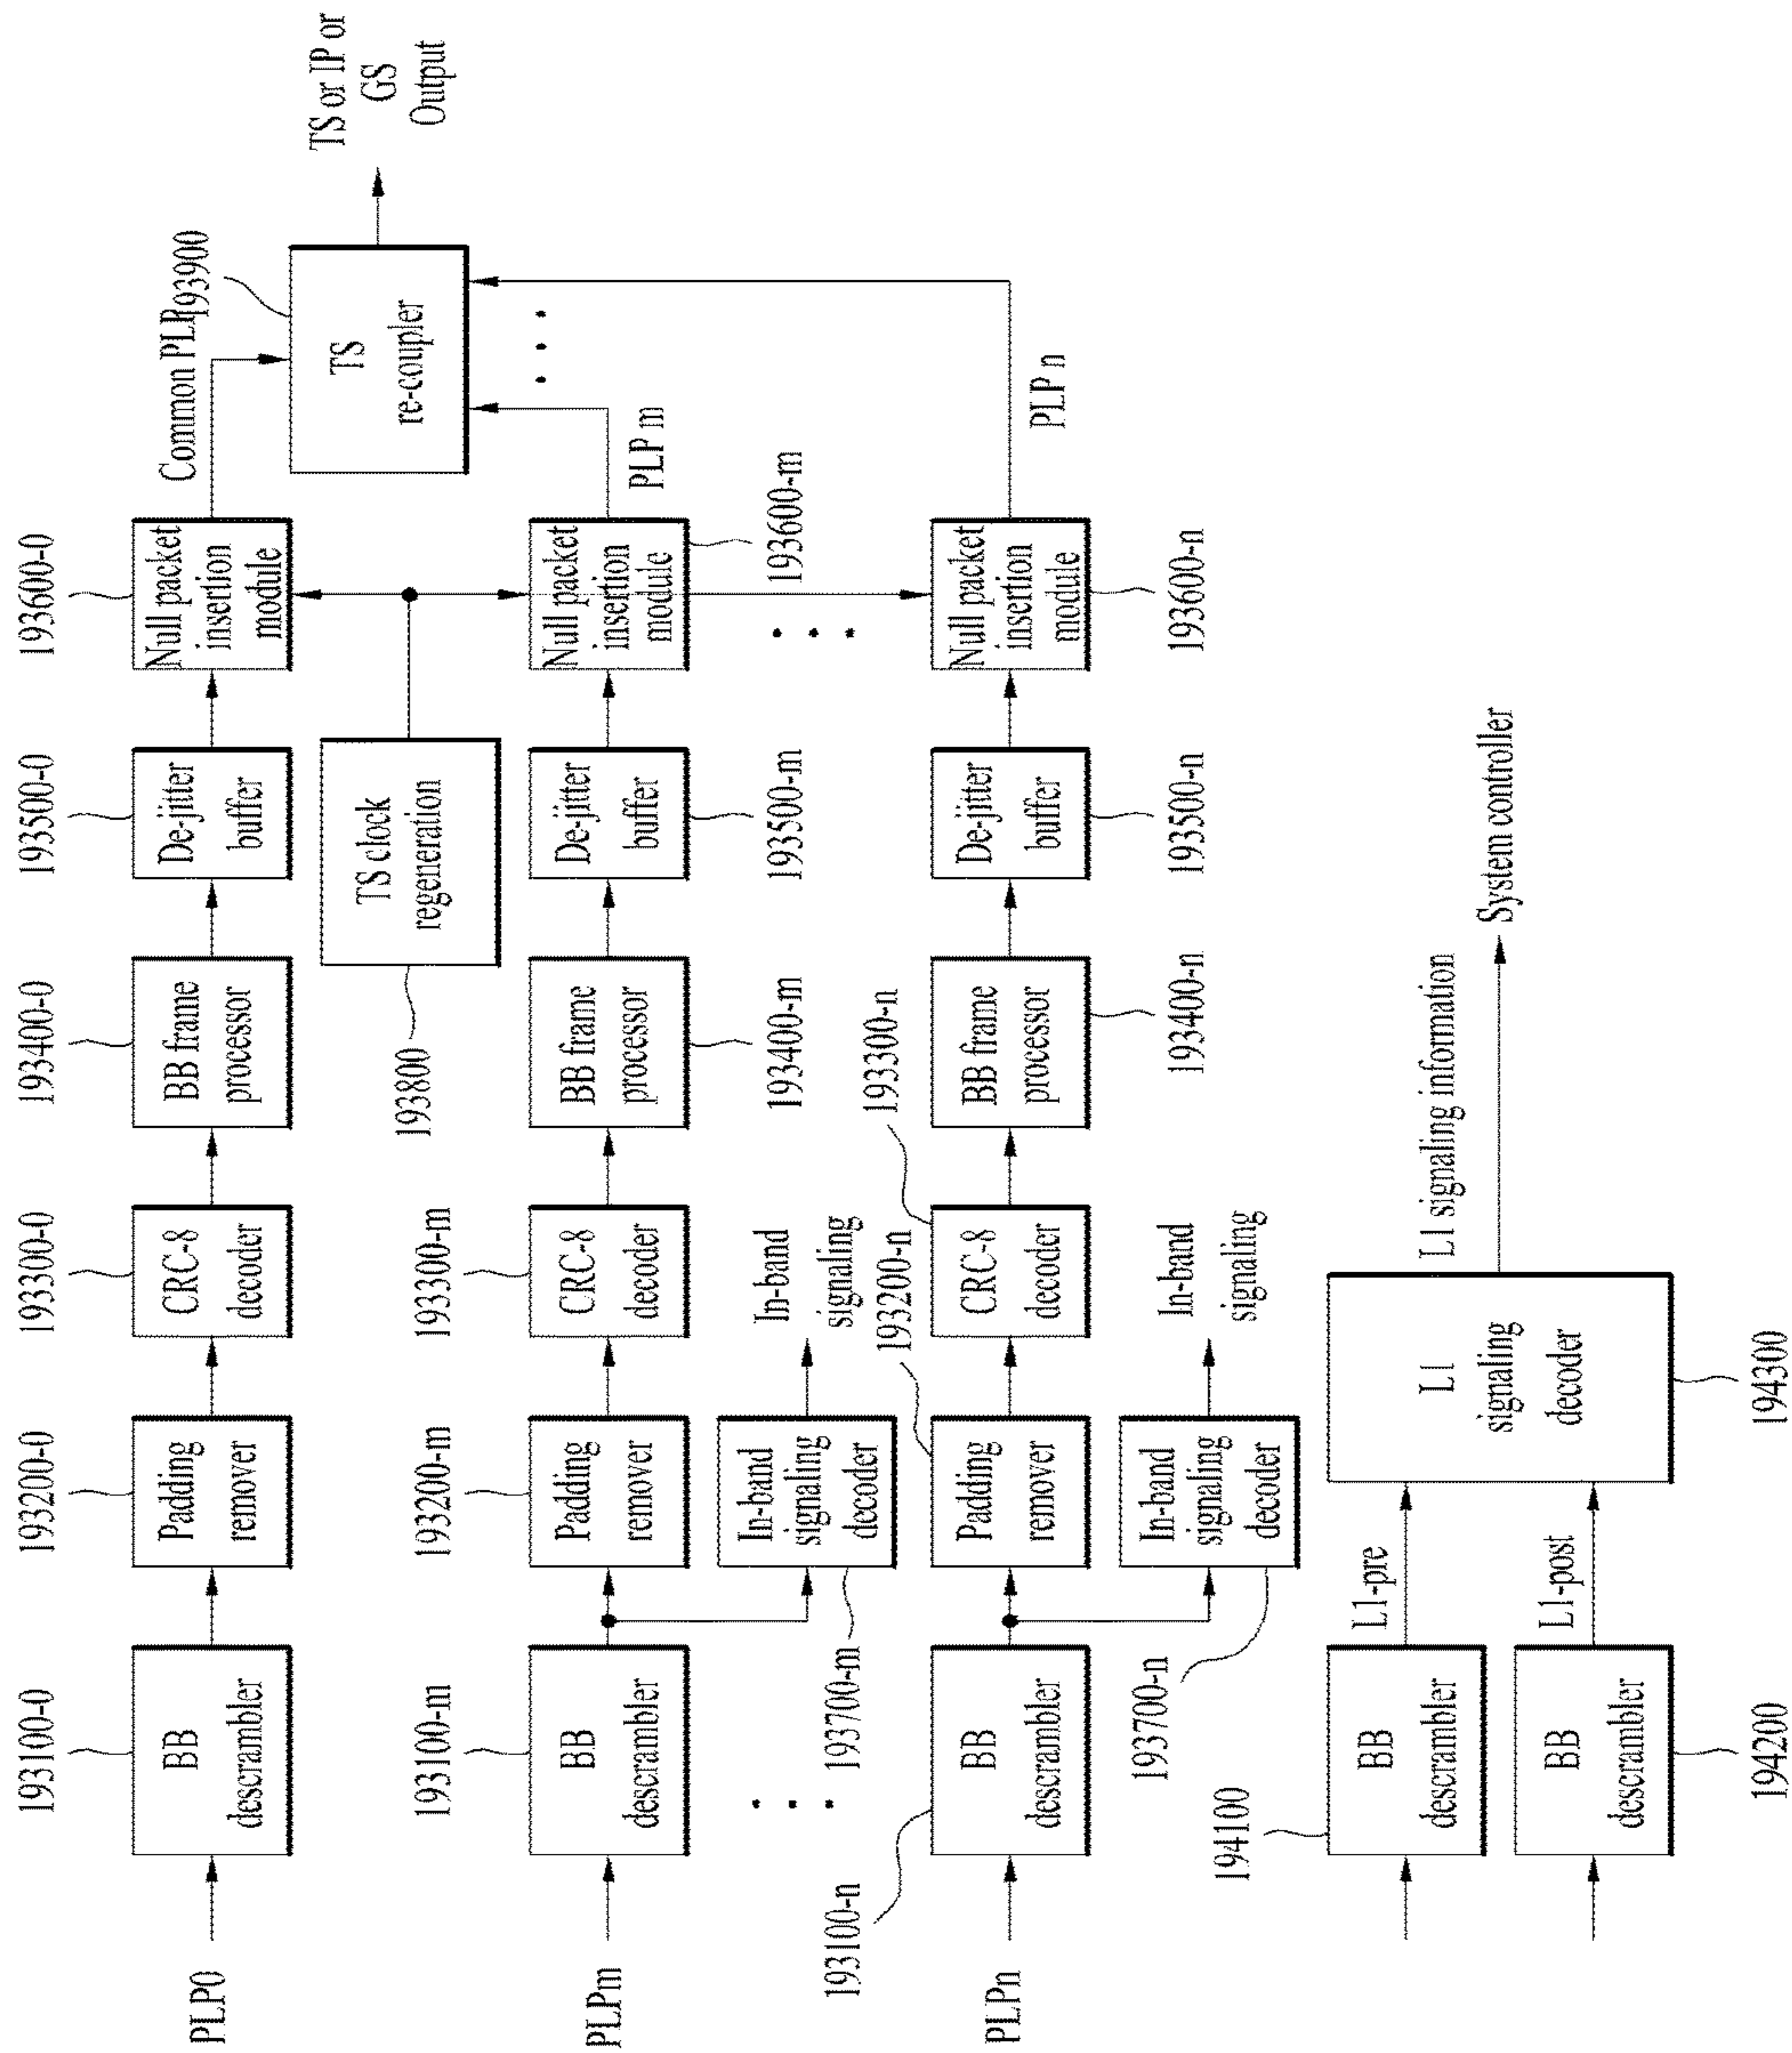 193100-0
193200-0
193300-0
193400-0
193500-0
193600-0
PLP0
BB
descrambler
Padding
remover
CRC-8
decoder
BB frame
processor
De-jitter
buffer
Null packet
insertion
module
Common PLP
193900
TS
re-coupler
TS or IP or
GS
Output
193800
TS clock
regeneration
193100-m
193200-m
193300-m
PLPm
BB
descrambler
Padding
remover
CRC-8
decoder
BB frame
processor
De-jitter
buffer
Null packet
insertion
module
PLP m
193400-m
193500-m
193600-m
In-band
signaling
decoder
In-band
signaling
193700-m
193100-n
193200-n
193300-n
PLPn
BB
descrambler
Padding
remover
CRC-8
decoder
BB frame
processor
De-jitter
buffer
Null packet
insertion
module
PLP n
193400-n
193500-n
193600-n
193700-n
In-band
signaling
decoder
In-band
signaling
194100
BB
descrambler
L1-pre
BB
descrambler
L1-post
194200
L1
signaling
decoder
194300
L1 signaling information
System controller